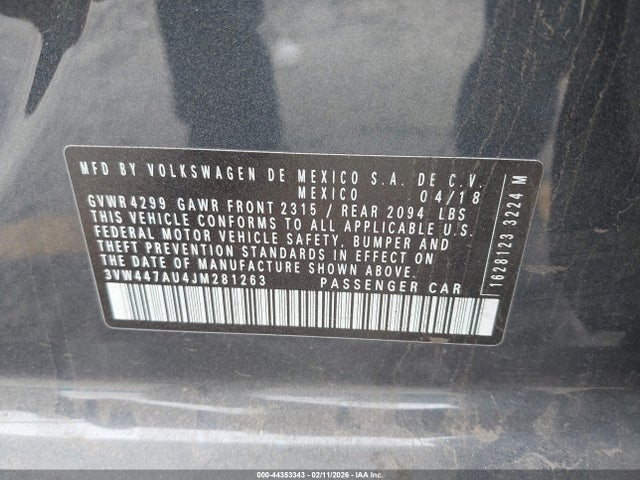 MFD BY VOLKSWAGEN DE MEXICO S.A. DE C.V.
MEXICO 04/18
GVWR 4299 GAWR FRONT 2315 / REAR 2094 LBS
THIS VEHICLE CONFORMS TO ALL APPLICABLE U.S.
FEDERAL MOTOR VEHICLE SAFETY, BUMPER AND
THEFT PREVENTION STANDARDS IN EFFECT ON
THE DATE OF MANUFACTURE SHOWN ABOVE.
3VW447AU4JM281263 PASSENGER CAR
1628123 3224 M
000-44353343 | 02/11/2026 | IAA Inc.